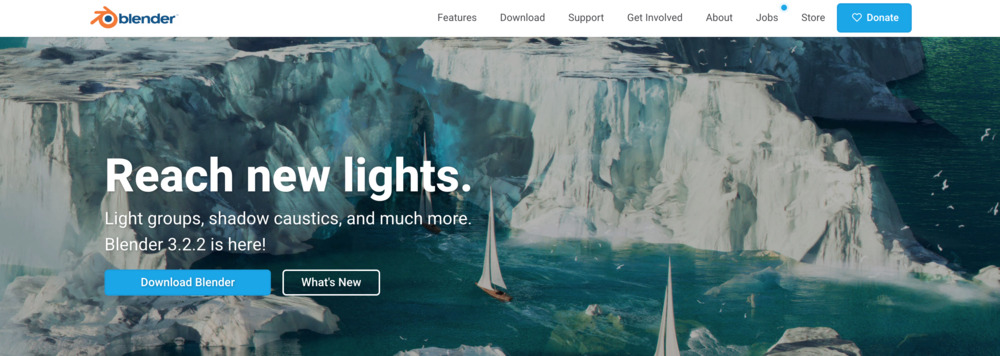 blender
Features Download Support Get Involved About Jobs Store Donate
Reach new lights.
Light groups, shadow caustics, and much more.
Blender 3.2.2 is here!
Download Blender What's New